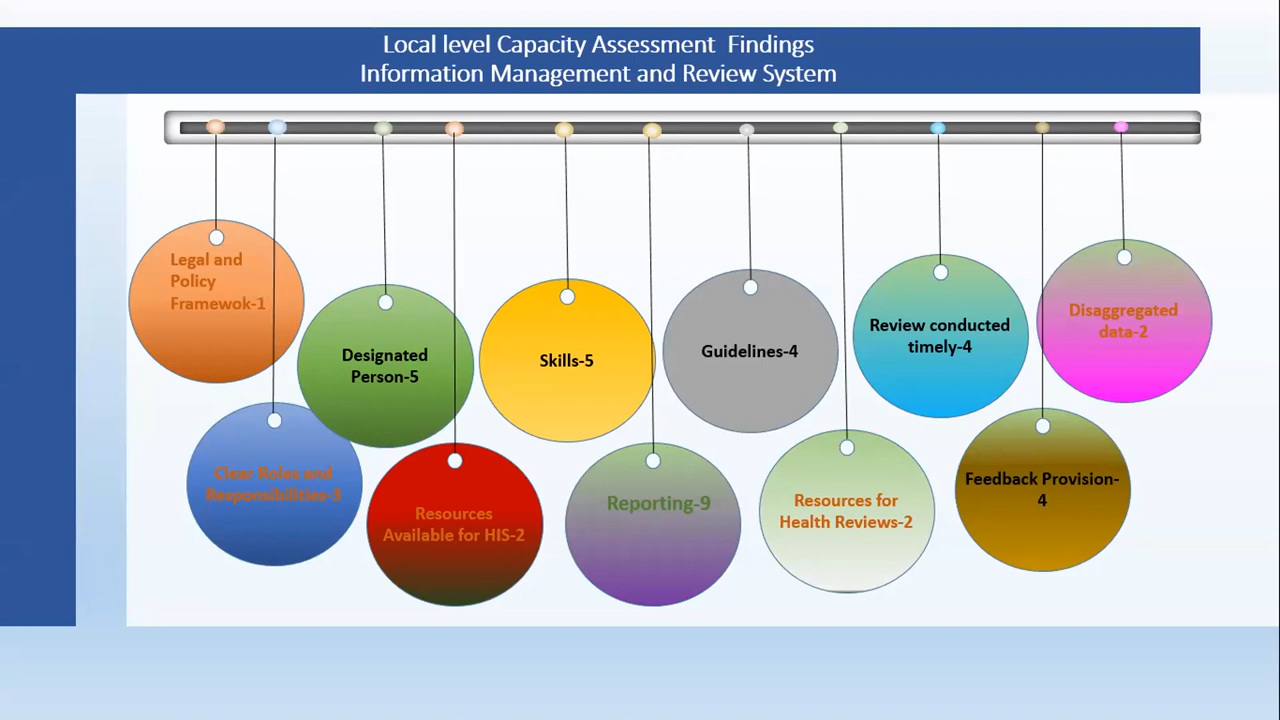 Local level Capacity Assessment Findings
Information Management and Review System
Legal and
Policy
Framewok-1
Clear Roles and
Responsibilities-3
Designated
Person-5
Resources
Available for HIS-2
Skills-5
Reporting-9
Guidelines-4
Resources for
Health Reviews-2
Review conducted
timely-4
Feedback Provision-
4
Disaggregated
data-2